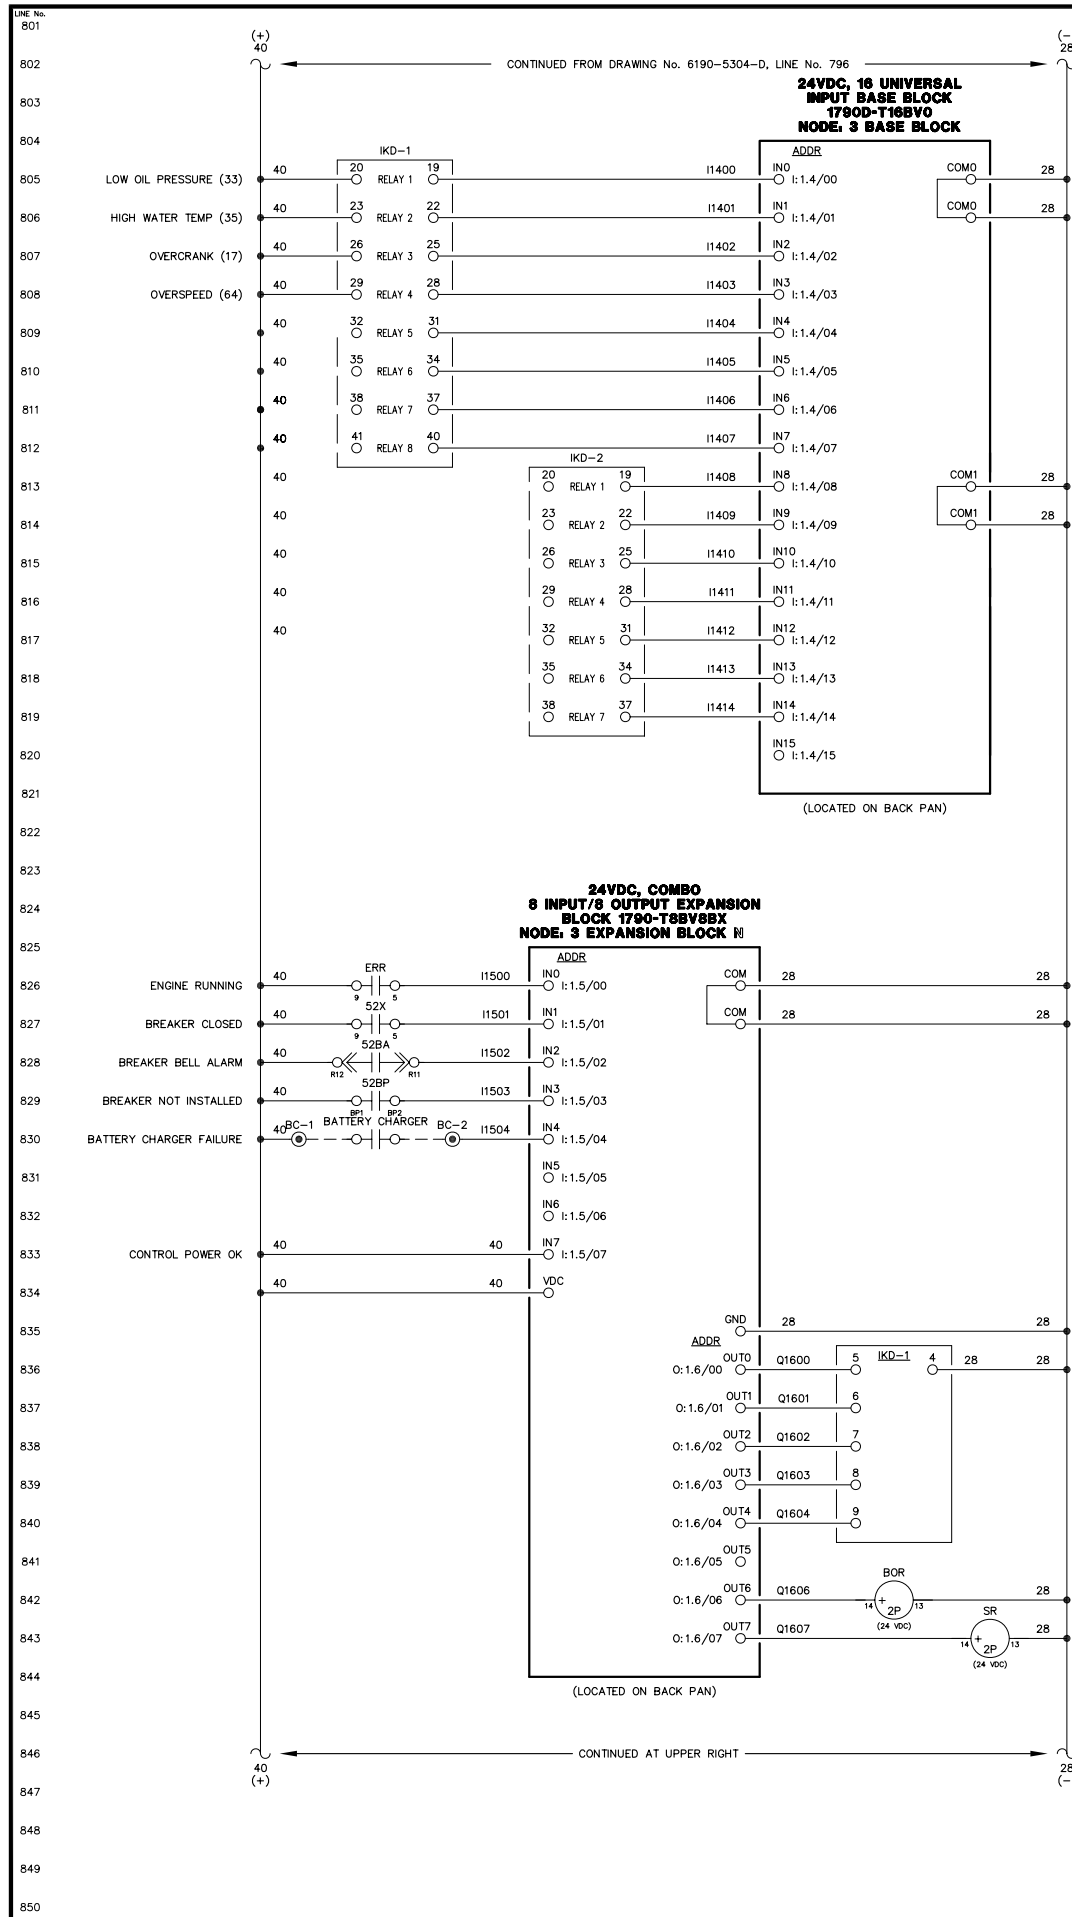 LINE No.
801
(+)
40
(-
28
802 CONTINUED FROM DRAWING No. 6190-5304-D, LINE No. 796
24VDC, 16 UNIVERSAL
803 INPUT BASE BLOCK
1790D-T16BV0
NODE: 3 BASE BLOCK
804 IKD-1 ADDR
805 LOW OIL PRESSURE (33) 40 20 RELAY 1 19 I1400 IN0 I:1.4/00 COM0 28
806 HIGH WATER TEMP (35) 40 23 RELAY 2 22 I1401 IN1 I:1.4/01 COM0 28
807 OVERCRANK (17) 40 26 RELAY 3 25 I1402 IN2 I:1.4/02
808 OVERSPEED (64) 40 29 RELAY 4 28 I1403 IN3 I:1.4/03
809 40 32 RELAY 5 31 I1404 IN4 I:1.4/04
810 40 35 RELAY 6 34 I1405 IN5 I:1.4/05
811 40 38 RELAY 7 37 I1406 IN6 I:1.4/06
812 40 41 RELAY 8 40 I1407 IN7 I:1.4/07
IKD-2
813 40 20 RELAY 1 19 I1408 IN8 I:1.4/08 COM1 28
814 40 23 RELAY 2 22 I1409 IN9 I:1.4/09 COM1 28
815 40 26 RELAY 3 25 I1410 IN10 I:1.4/10
816 40 29 RELAY 4 28 I1411 IN11 I:1.4/11
817 40 32 RELAY 5 31 I1412 IN12 I:1.4/12
818 35 RELAY 6 34 I1413 IN13 I:1.4/13
819 38 RELAY 7 37 I1414 IN14 I:1.4/14
820 IN15 I:1.4/15
821
(LOCATED ON BACK PAN)
822
823
24VDC, COMBO
824 8 INPUT/8 OUTPUT EXPANSION
BLOCK 1790-T8BV8BX
NODE: 3 EXPANSION BLOCK N
825 ADDR
826 ENGINE RUNNING 40 ERR 9 5 I1500 IN0 I:1.5/00 COM 28 28
827 BREAKER CLOSED 40 52X 9 5 I1501 IN1 I:1.5/01 COM 28 28
828 BREAKER BELL ALARM 40 52BA R12 R11 I1502 IN2 I:1.5/02
829 BREAKER NOT INSTALLED 40 52BP BP1 BP2 I1503 IN3 I:1.5/03
830 BATTERY CHARGER FAILURE 40 BC-1 BATTERY CHARGER BC-2 I1504 IN4 I:1.5/04
831 IN5 I:1.5/05
832 IN6 I:1.5/06
833 CONTROL POWER OK 40 40 IN7 I:1.5/07
834 40 40 VDC
835 GND 28 28
ADDR
836 O:1.6/00 OUT0 Q1600 5 IKD-1 4 28 28
837 O:1.6/01 OUT1 Q1601 6
838 O:1.6/02 OUT2 Q1602 7
839 O:1.6/03 OUT3 Q1603 8
840 O:1.6/04 OUT4 Q1604 9
841 O:1.6/05 OUT5
842 O:1.6/06 OUT6 Q1606 BOR 14 + 2P 13 (24 VDC) 28
843 O:1.6/07 OUT7 Q1607 SR 14 + 2P 13 (24 VDC) 28
844
(LOCATED ON BACK PAN)
845
846 CONTINUED AT UPPER RIGHT
40
(+)
28
(-
847
848
849
850